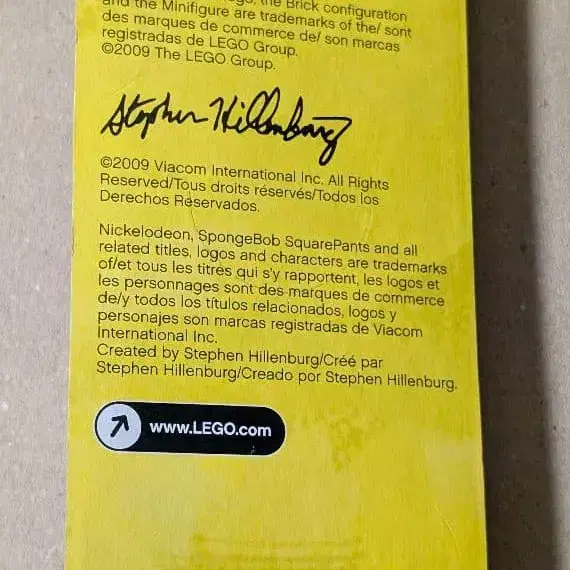 the Brick configuration
and the Minifigure are trademarks of the/ sont
des marques de commerce de/ son marcas
registradas de LEGO Group.
©2009 The LEGO Group.
Stephen Hillenburg
©2009 Viacom International Inc. All Rights
Reserved/Tous droits réservés/Todos los
Derechos Reservados.
Nickelodeon, SpongeBob SquarePants and all
related titles, logos and characters are trademarks
of/et tous les titres qui s'y rapportent, les logos et
les personnages sont des marques de commerce
de/y todos los títulos relacionados, logos y
personajes son marcas registradas de Viacom
International Inc.
Created by Stephen Hillenburg/Créé par
Stephen Hillenburg/Creado por Stephen Hillenburg.
www.LEGO.com